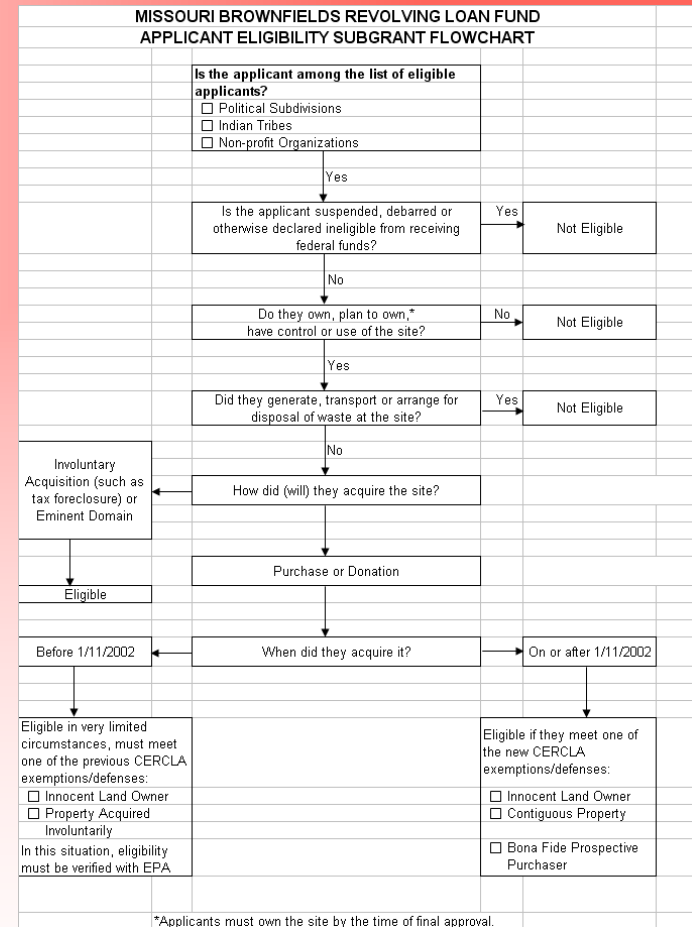 MISSOURI BROWNFIELDS REVOLVING LOAN FUND
APPLICANT ELIGIBILITY SUBGRANT FLOWCHART
Is the applicant among the list of eligible
applicants?
Political Subdivisions
Indian Tribes
Non-profit Organizations
Yes
Is the applicant suspended, debarred or
otherwise declared ineligible from receiving
federal funds?
Yes
Not Eligible
No
Do they own, plan to own,*
have control or use of the site?
No
Not Eligible
Yes
Did they generate, transport or arrange for
disposal of waste at the site?
Yes
Not Eligible
No
How did (will) they acquire the site?
Involuntary
Acquisition (such as
tax foreclosure) or
Eminent Domain
Eligible
Purchase or Donation
When did they acquire it?
Before 1/11/2002
On or after 1/11/2002
Eligible in very limited
circumstances, must meet
one of the previous CERCLA
exemptions/defenses:
Innocent Land Owner
Property Acquired
Involuntarily
In this situation, eligibility
must be verified with EPA
Eligible if they meet one of
the new CERCLA
exemptions/defenses:
Innocent Land Owner
Contiguous Property
Bona Fide Prospective
Purchaser
*Applicants must own the site by the time of final approval.